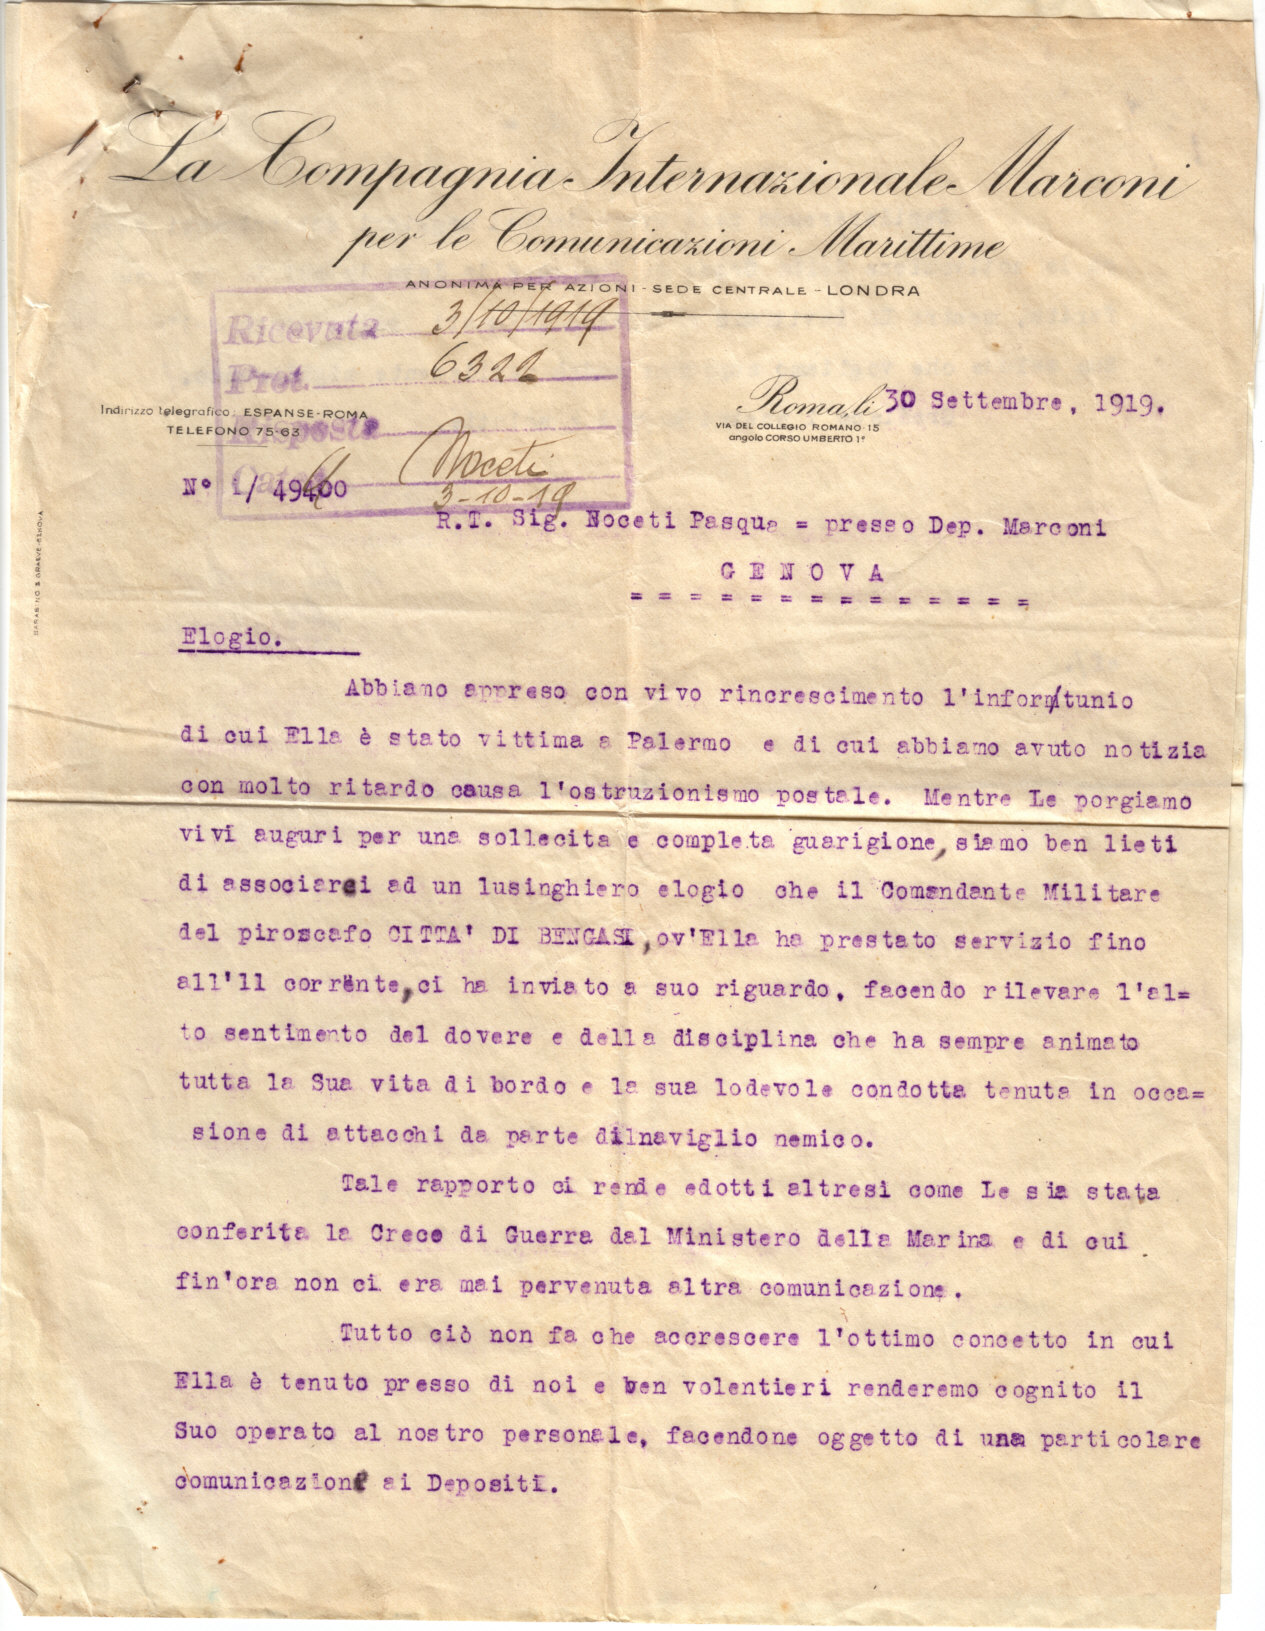 La Compagnia Internazionale Marconi
per le Comunicazioni Marittime
ANONIMA PER AZIONI - SEDE CENTRALE - LONDRA
Ricevuta 3/10/1919
Prot. 6322
Risposta
Data
Noceti
3-10-19
Indirizzo telegrafico: ESPANSE-ROMA
TELEFONO 75-63
Roma, li 30 Settembre, 1919.
VIA DEL COLLEGIO ROMANO 15
angolo CORSO UMBERTO 1º
Nº 1/ 49400
R.T. Sig. Noceti Pasqua = presso Dep. Marconi
G E N O V A
= = = = = = = = = = = = = =
Elogio.
Abbiamo appreso con vivo rincrescimento l'infortunio
di cui Ella è stato vittima a Palermo e di cui abbiamo avuto notizia
con molto ritardo causa l'ostruzionismo postale. Mentre Le porgiamo
vivi auguri per una sollecita e completa guarigione, siamo ben lieti
di associarci ad un lusinghiero elogio che il Comandante Militare
del piroscafo CITTA' DI BENGASI, ov'Ella ha prestato servizio fino
all'11 corrente, ci ha inviato a suo riguardo, facendo rilevare l'al=
to sentimento del dovere e della disciplina che ha sempre animato
tutta la Sua vita di bordo e la sua lodevole condotta tenuta in occa=
sione di attacchi da parte dilnaviglio nemico.
Tale rapporto ci rende edotti altresi come Le sia stata
conferita la Croce di Guerra dal Ministero della Marina e di cui
fin'ora non ci era mai pervenuta altra comunicazione.
Tutto ciò non fa che accrescere l'ottimo concetto in cui
Ella è tenuto presso di noi e ben volentieri renderemo cognito il
Suo operato al nostro personale, facendone oggetto di una particolare
comunicazione ai Depositi.